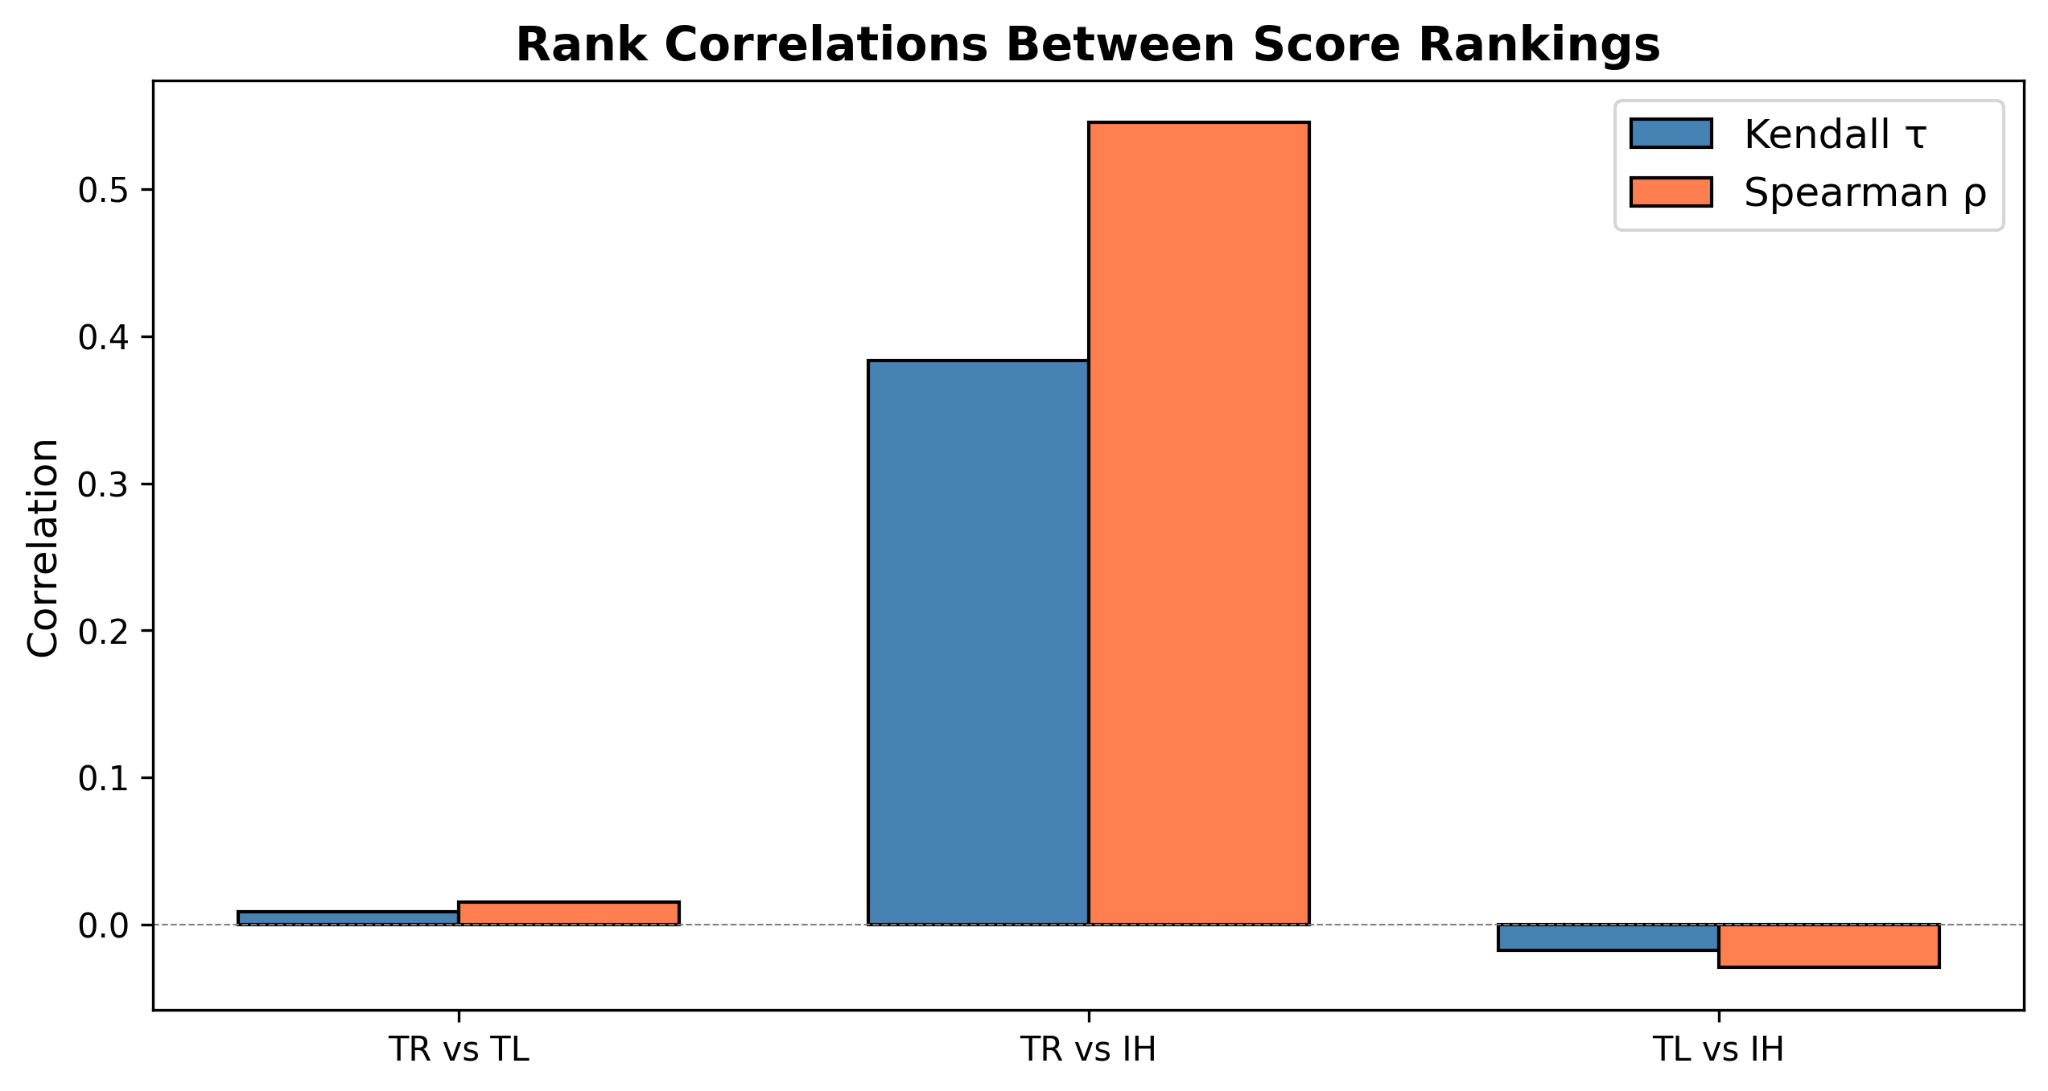 Rank Correlations Between Score Rankings
Kendall τ
Spearman ρ
Correlation
0.5
0.4
0.3
0.2
0.1
0.0
TR vs TL
TR vs IH
TL vs IH